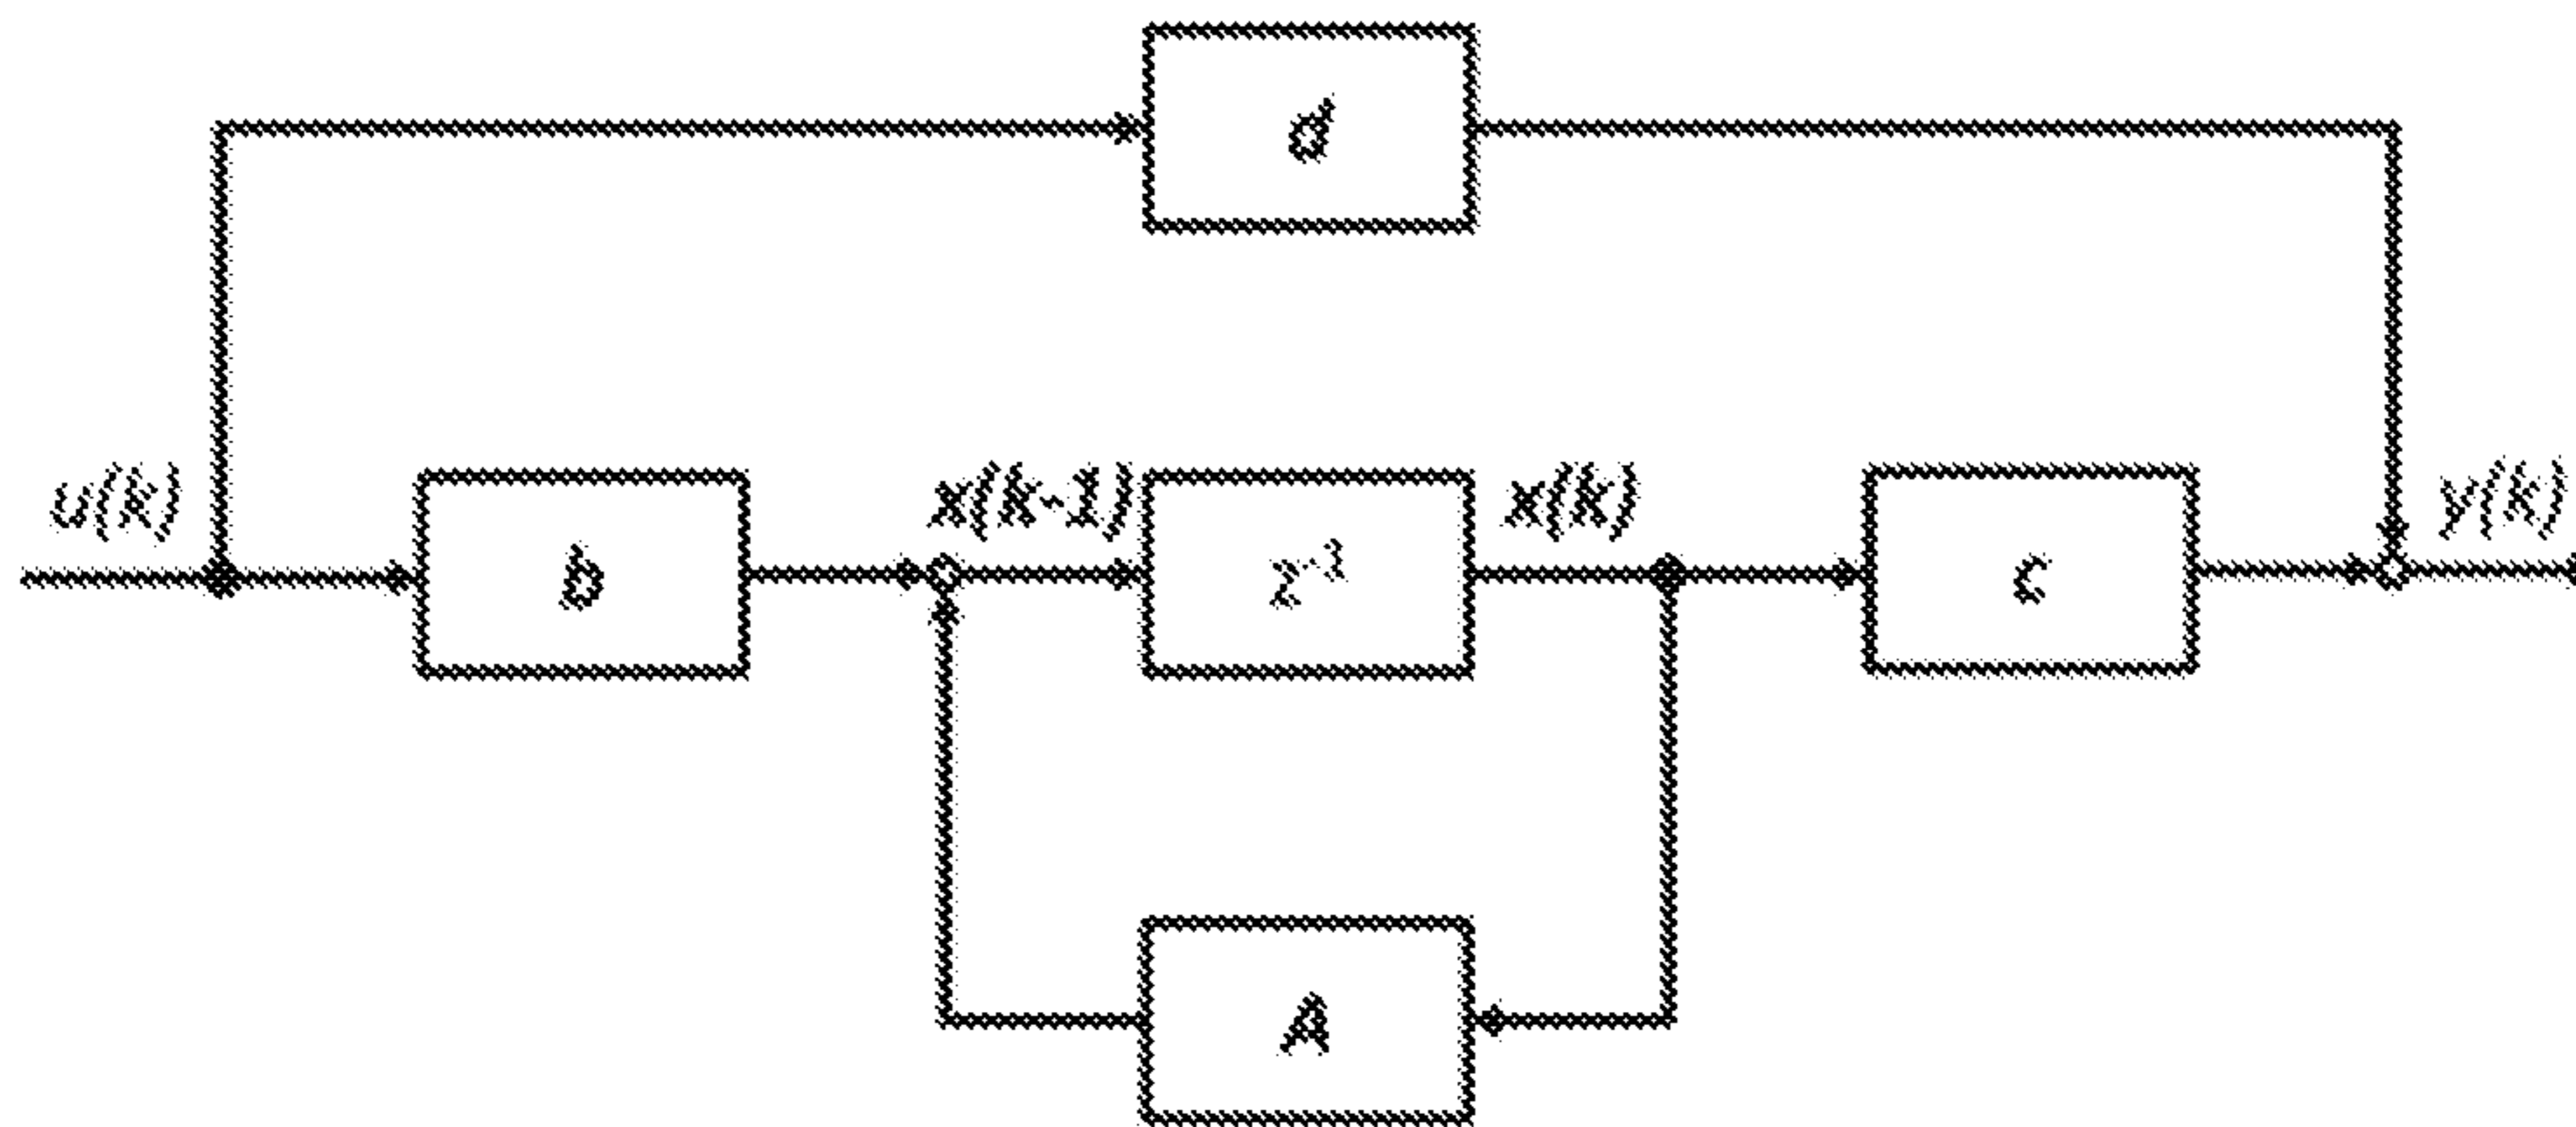 d
u(k)
b
x(k-1)
z⁻¹
x(k)
c
y(k)
A